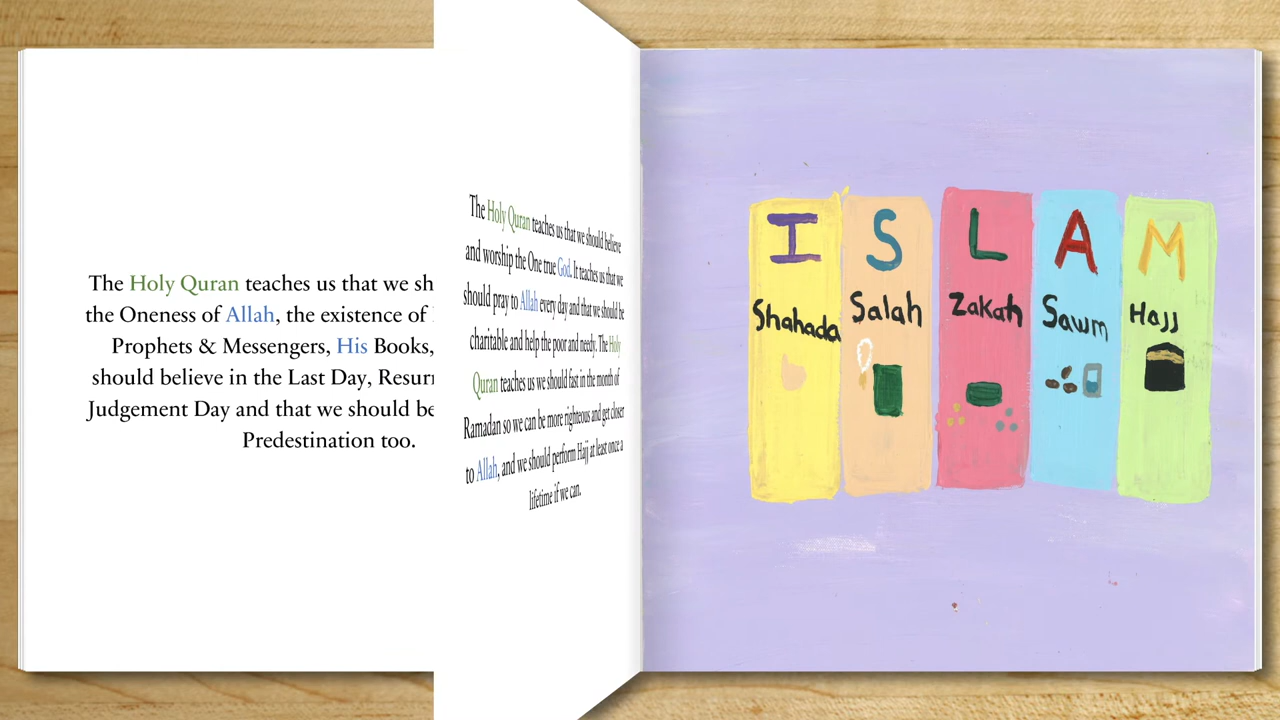 The Holy Quran teaches us that we sh
the Oneness of Allah, the existence of
Prophets & Messengers, His Books,
should believe in the Last Day, Resurr
Judgement Day and that we should be
Predestination too.
The Holy Quran teaches us that we should believe
and worship the One true God. It teaches us that we
should pray to Allah every day and that we should be
charitable and help the poor and needy. The Holy
Quran teaches us we should fast in the month of
Ramadan so we can be more righteous and get closer
to Allah, and we should perform Hajj at least once a
lifetime if we can.
I S L A M
Shahada Salah Zakah Sawm Hajj